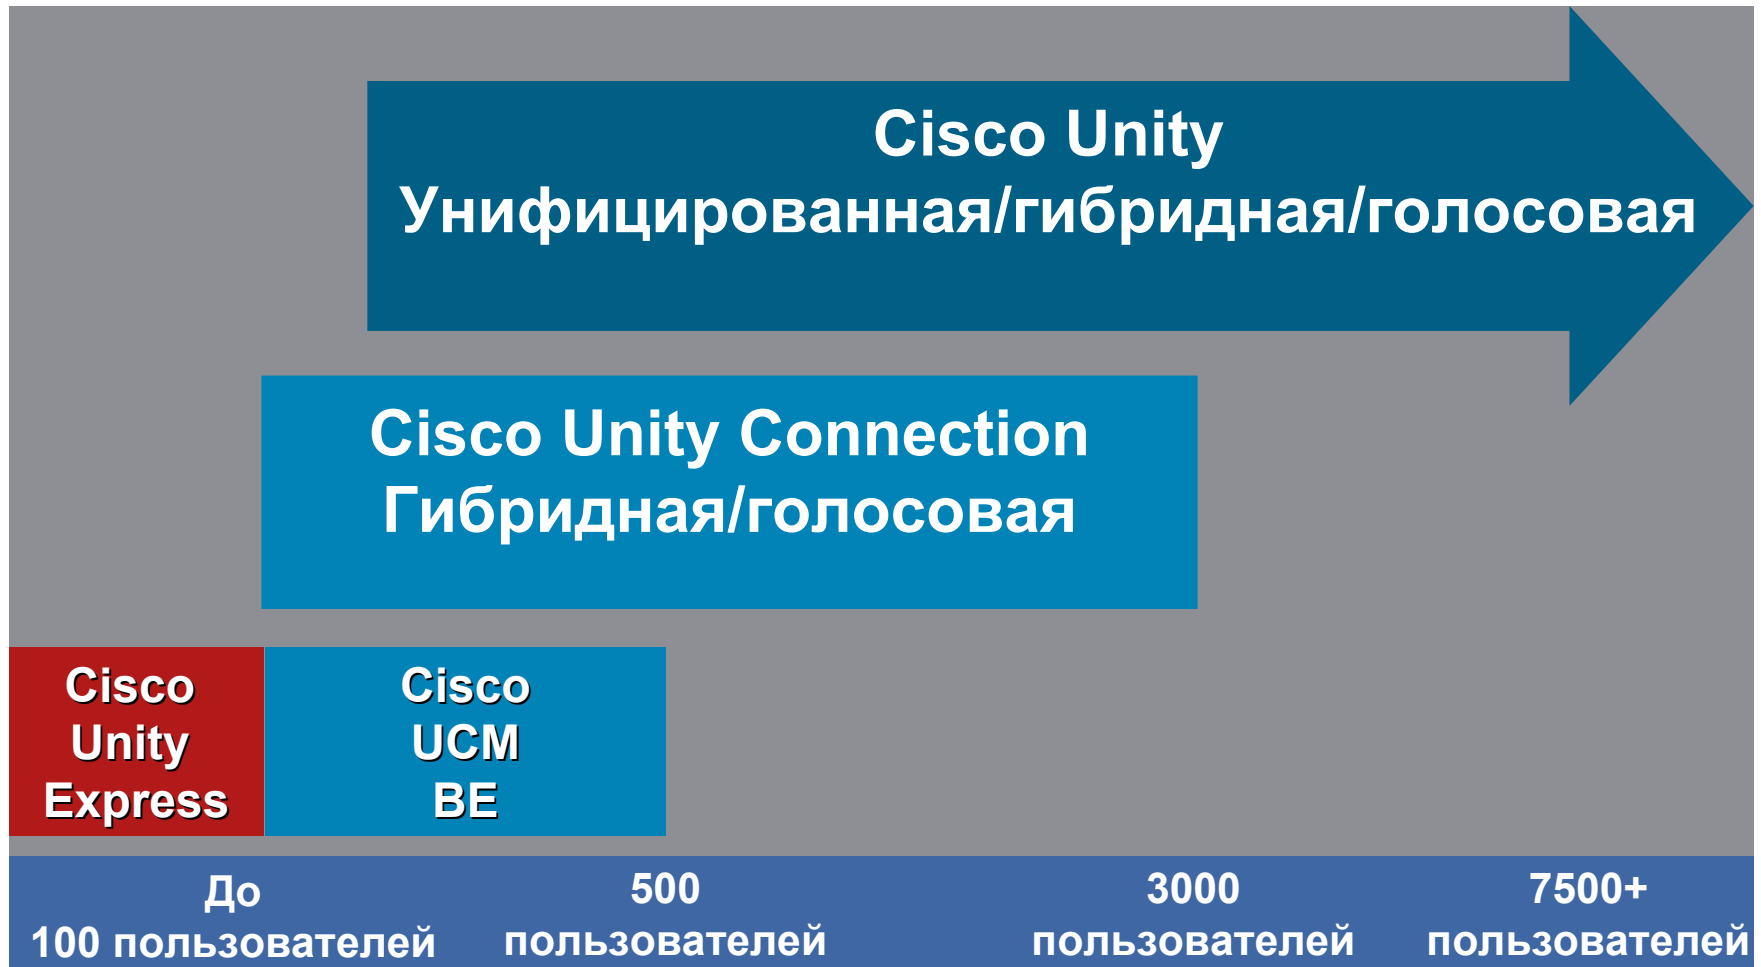 Cisco Unity
Унифицированная/гибридная/голосовая
Cisco Unity Connection
Гибридная/голосовая
Cisco
Unity
Express
Cisco
UCM
BE
До
100 пользователей
500
пользователей
3000
пользователей
7500+
пользователей